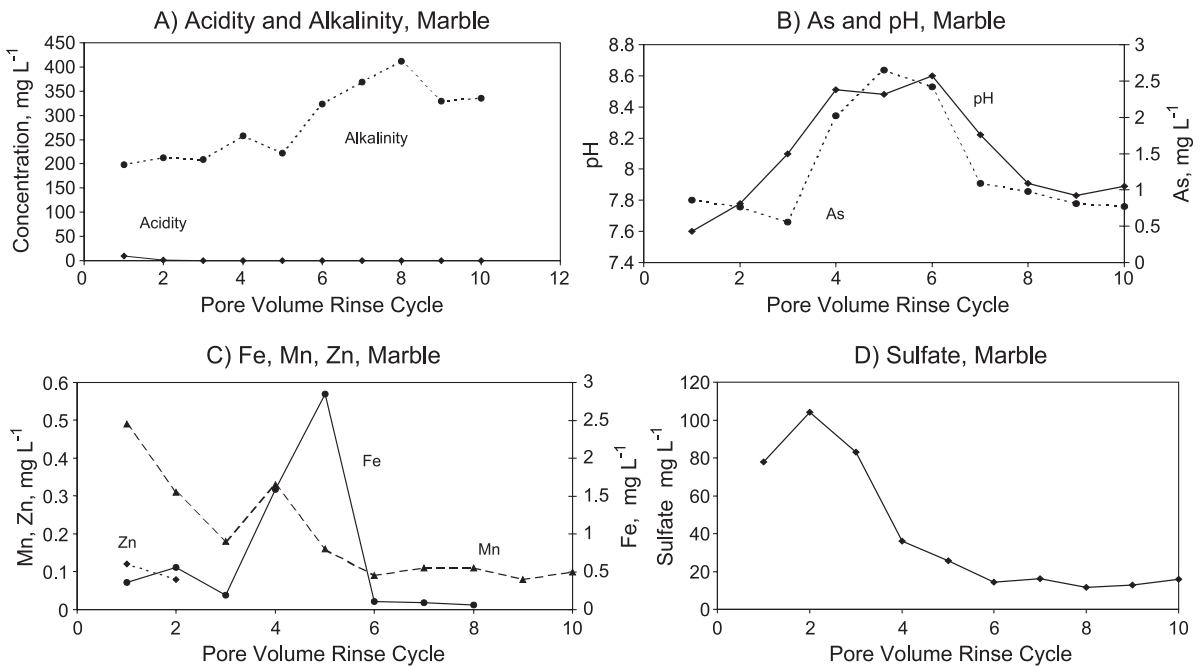 A) Acidity and Alkalinity, Marble
Concentration, mg L⁻¹
450
400
350
300
250
200
150
100
50
0
Alkalinity
Acidity
0 2 4 6 8 10 12
Pore Volume Rinse Cycle
B) As and pH, Marble
pH
8.8
8.6
8.4
8.2
8
7.8
7.6
7.4
pH
As
3
2.5
2
1.5
1
0.5
0
As, mg L⁻¹
0 2 4 6 8 10
Pore Volume Rinse Cycle
C) Fe, Mn, Zn, Marble
Mn, Zn, mg L⁻¹
0.6
0.5
0.4
0.3
0.2
0.1
0
Fe
Zn
Mn
3
2.5
2
1.5
1
0.5
0
Fe, mg L⁻¹
0 2 4 6 8 10
Pore Volume Rinse Cycle
D) Sulfate, Marble
Sulfate mg L⁻¹
120
100
80
60
40
20
0
0 2 4 6 8 10
Pore Volume Rinse Cycle